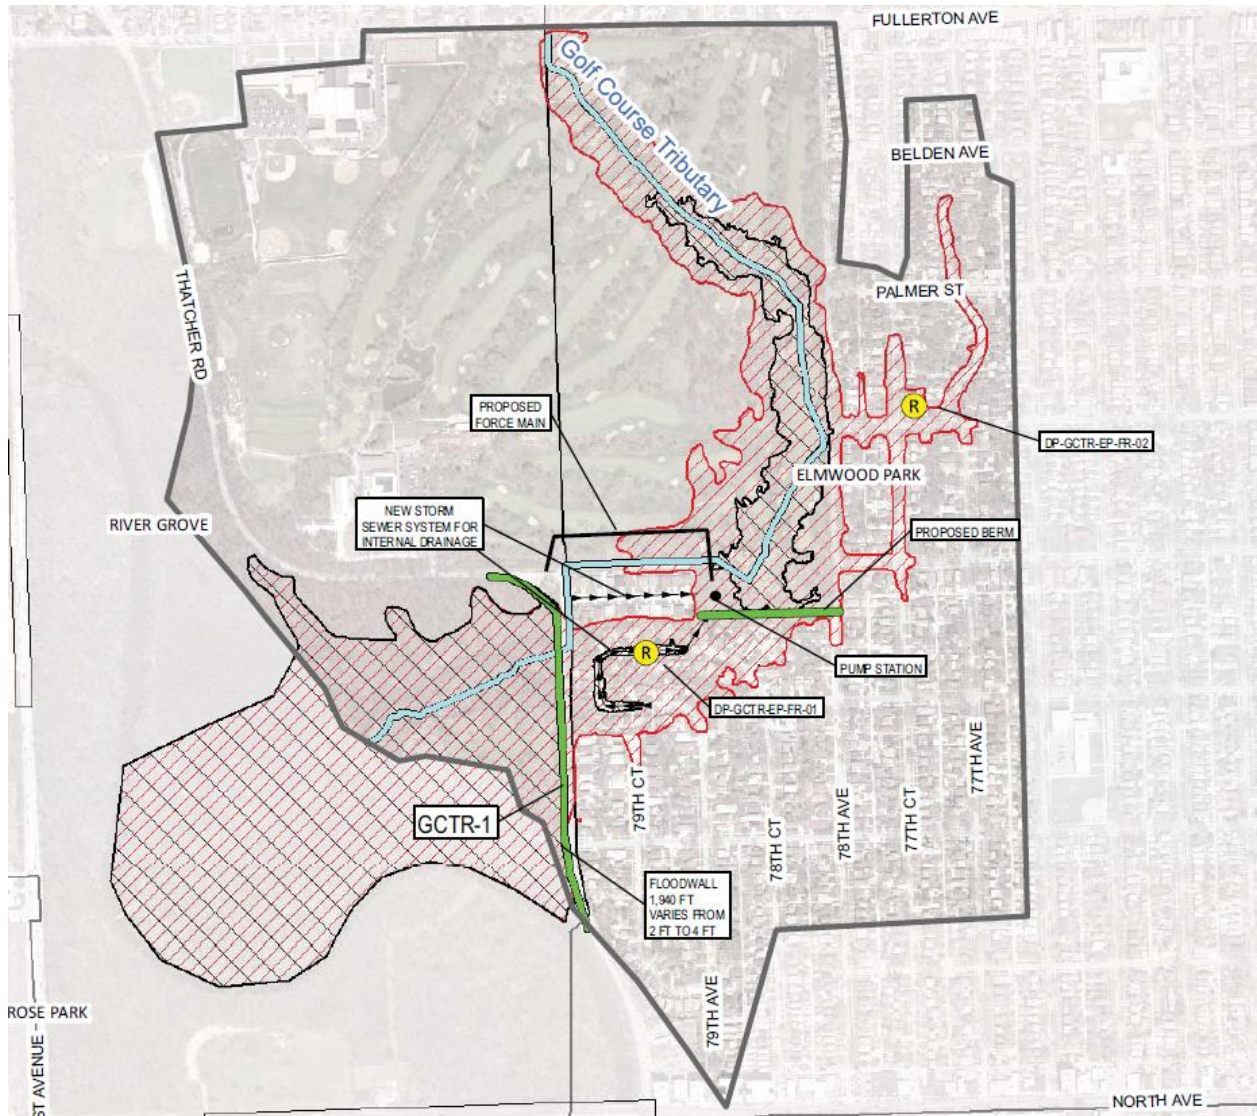 FULLERTON AVE
Golf Course Tributary
BELDEN AVE
PALMER ST
THATCHER RD
PROPOSED
FORCE MAIN
R
DP-GCTR-EP-FR-02
ELMWOOD PARK
NEW STORM
SEWER SYSTEM FOR
INTERNAL DRAINAGE
RIVER GROVE
PROPOSED BERM
R
PUMP STATION
DP-GCTR-EP-FR-01
GCTR-1
79TH CT
78TH CT
78TH AVE
77TH CT
77TH AVE
FLOODWALL
1,940 FT
VARIES FROM
2 FT TO 4 FT
79TH AVE
ROSE PARK
ST AVENUE -
NORTH AVE